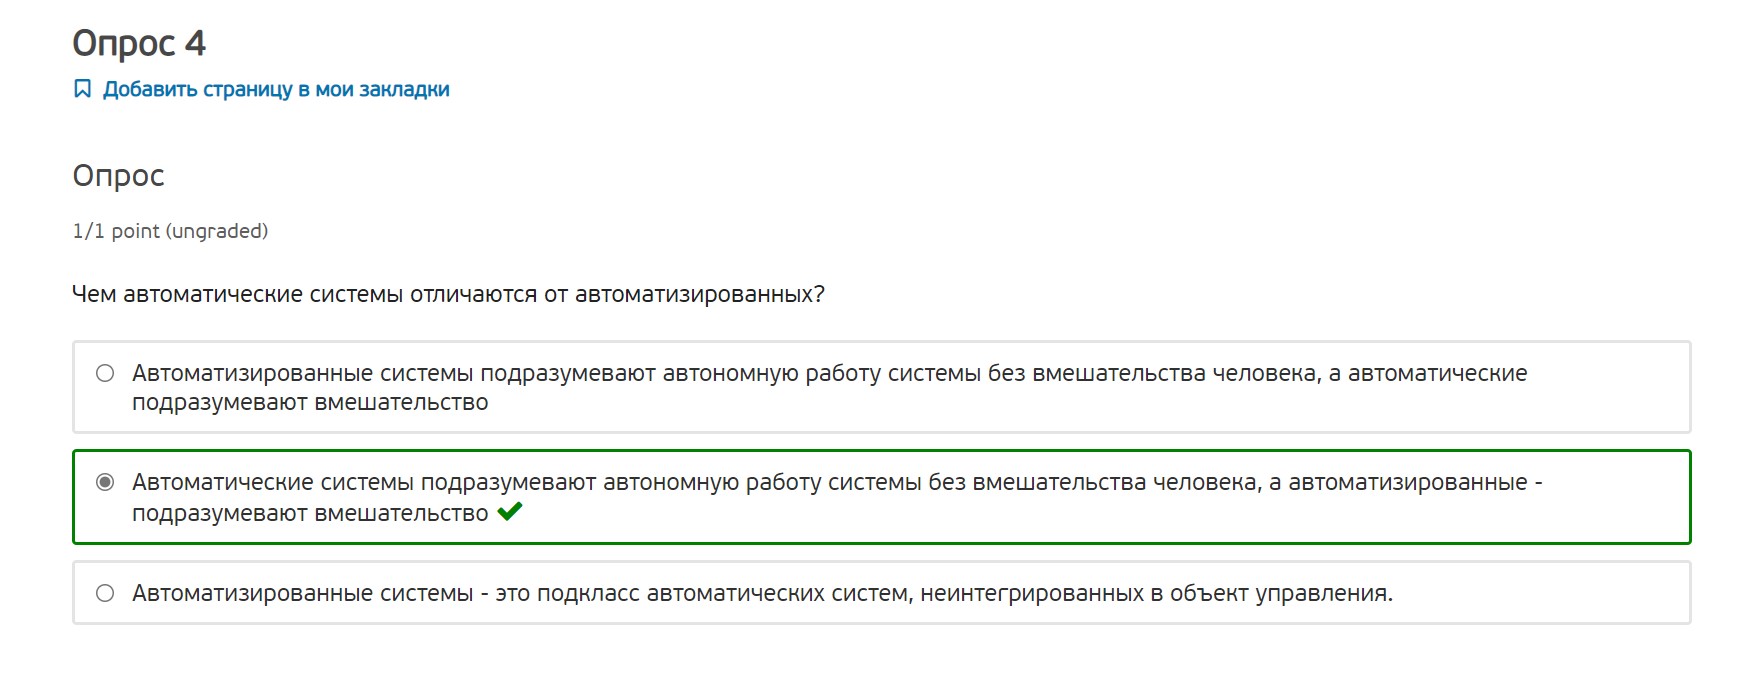 Опрос 4
Добавить страницу в мои закладки
Опрос
1/1 point (ungraded)
Чем автоматические системы отличаются от автоматизированных?
Автоматизированные системы подразумевают автономную работу системы без вмешательства человека, а автоматические
подразумевают вмешательство
Автоматические системы подразумевают автономную работу системы без вмешательства человека, а автоматизированные -
подразумевают вмешательство
Автоматизированные системы - это подкласс автоматических систем, неинтегрированных в объект управления.